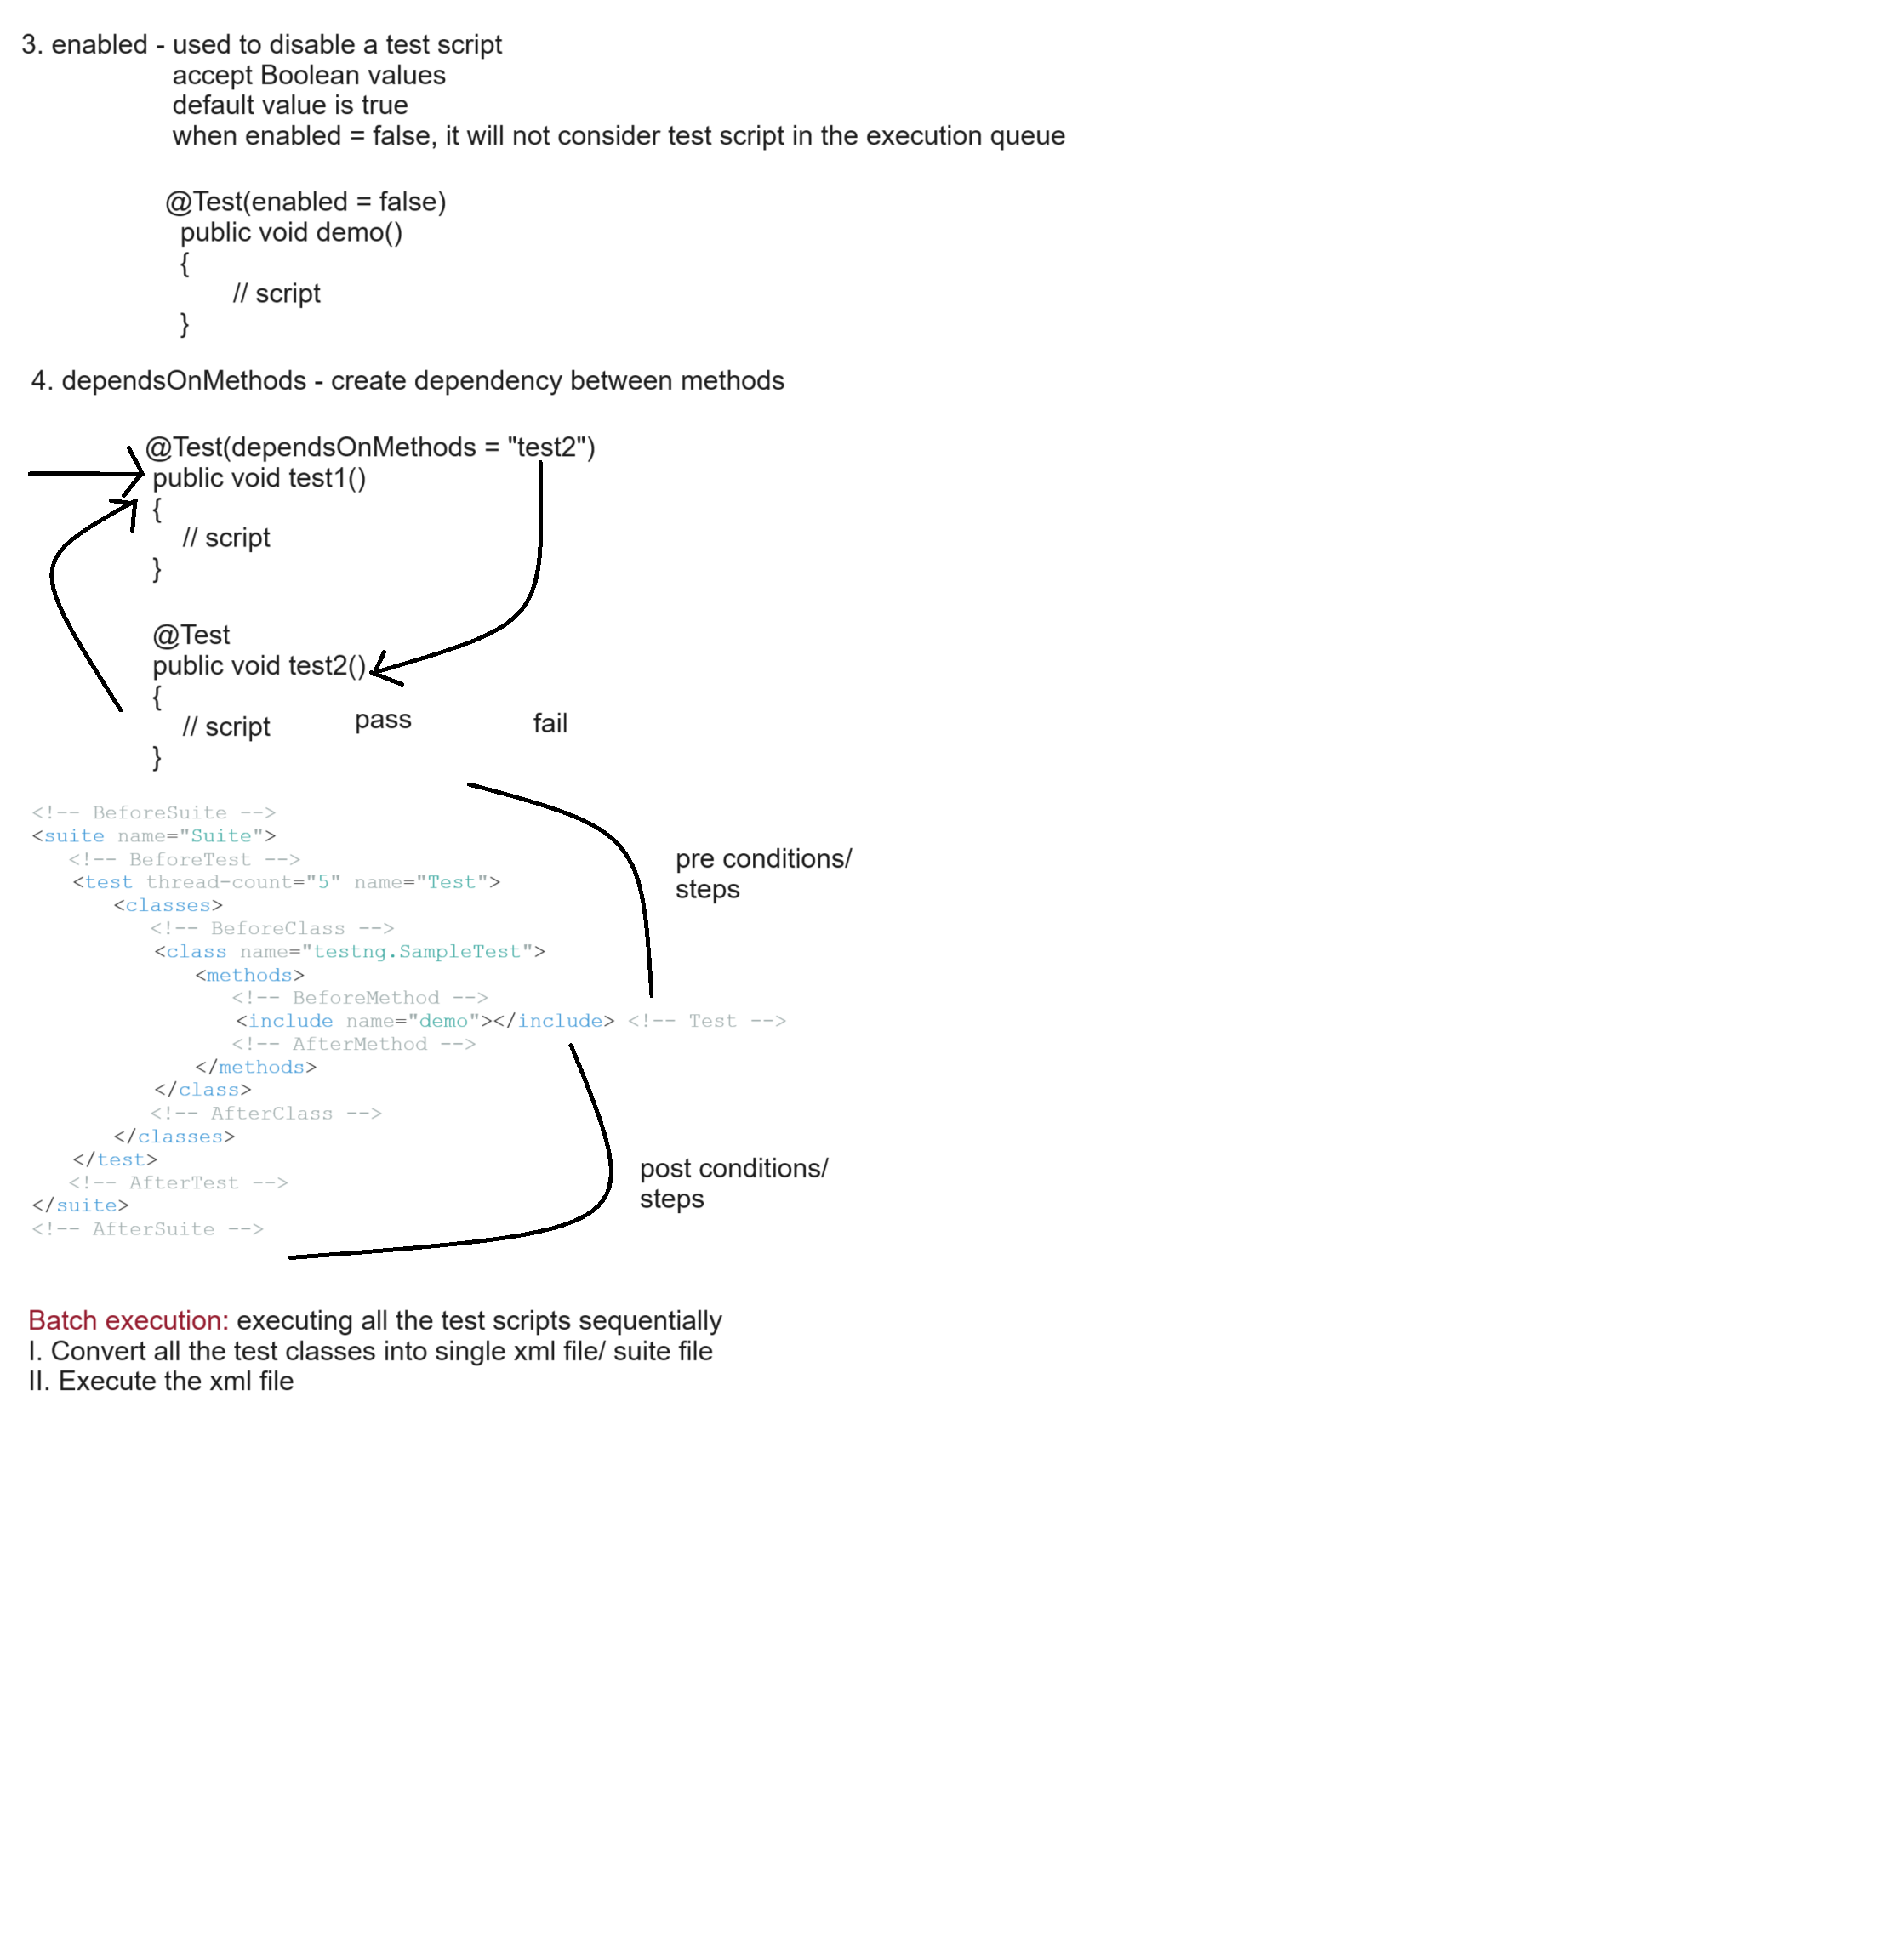 3. enabled - used to disable a test script
accept Boolean values
default value is true
when enabled = false, it will not consider test script in the execution queue
@Test(enabled = false)
public void demo()
{
// script
}
4. dependsOnMethods - create dependency between methods
@Test(dependsOnMethods = "test2")
public void test1()
{
// script
}
@Test
public void test2()
{
// script
pass
fail
}
<!-- BeforeSuite -->
<suite name="Suite">
<!-- BeforeTest -->
<test thread-count="5" name="Test">
<classes>
<!-- BeforeClass -->
<class name="testng.SampleTest">
<methods>
<!-- BeforeMethod -->
<include name="demo"></include> <!-- Test -->
<!-- AfterMethod -->
</methods>
</class>
<!-- AfterClass -->
</classes>
</test>
<!-- AfterTest -->
</suite>
<!-- AfterSuite -->
pre conditions/
steps
post conditions/
steps
Batch execution: executing all the test scripts sequentially
I. Convert all the test classes into single xml file/ suite file
II. Execute the xml file